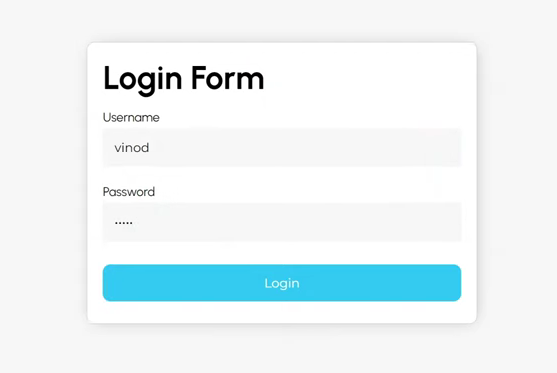 Login Form
Username
vinod
Password
•••••
Login